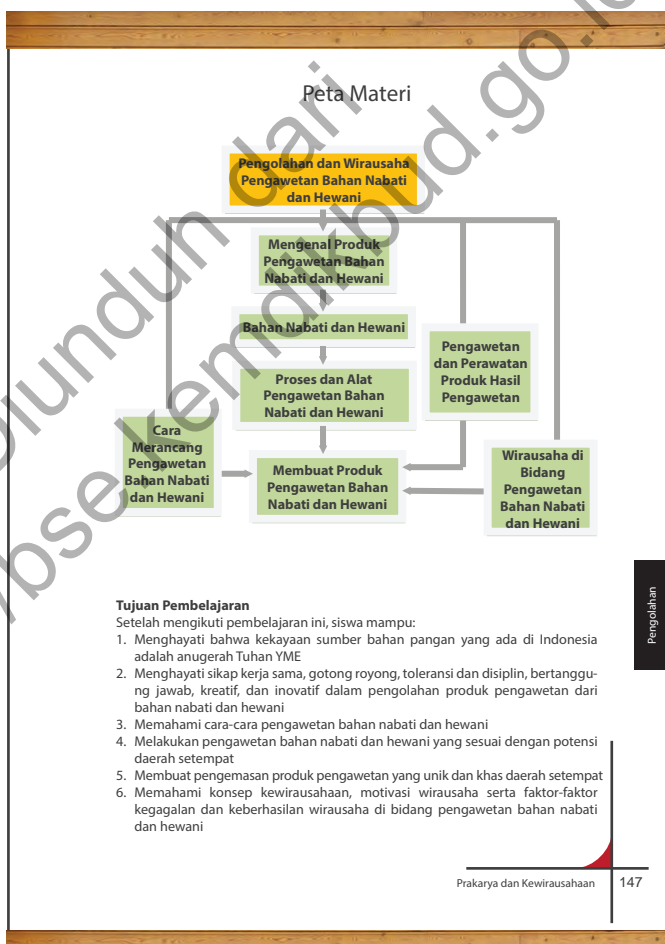 Peta Materi
Pengolahan dan Wirausaha
Pengawetan Bahan Nabati
dan Hewani
Mengenal Produk
Pengawetan Bahan
Nabati dan Hewani
Bahan Nabati dan Hewani
Proses dan Alat
Pengawetan Bahan
Nabati dan Hewani
Pengawetan
dan Perawatan
Produk Hasil
Pengawetan
Cara
Merancang
Pengawetan
Bahan Nabati
dan Hewani
Membuat Produk
Pengawetan Bahan
Nabati dan Hewani
Wirausaha di
Bidang
Pengawetan
Bahan Nabati
dan Hewani
Tujuan Pembelajaran
Setelah mengikuti pembelajaran ini, siswa mampu:
1. Menghayati bahwa kekayaan sumber bahan pangan yang ada di Indonesia
adalah anugerah Tuhan YME
2. Menghayati sikap kerja sama, gotong royong, toleransi dan disiplin, bertanggu-
ng jawab, kreatif, dan inovatif dalam pengolahan produk pengawetan dari
bahan nabati dan hewani
3. Memahami cara-cara pengawetan bahan nabati dan hewani
4. Melakukan pengawetan bahan nabati dan hewani yang sesuai dengan potensi
daerah setempat
5. Membuat pengemasan produk pengawetan yang unik dan khas daerah setempat
6. Memahami konsep kewirausahaan, motivasi wirausaha serta faktor-faktor
kegagalan dan keberhasilan wirausaha di bidang pengawetan bahan nabati
dan hewani
Pengolahan
Prakarya dan Kewirausahaan 147
diunduh dari
/bse.kemdikbud.go.id